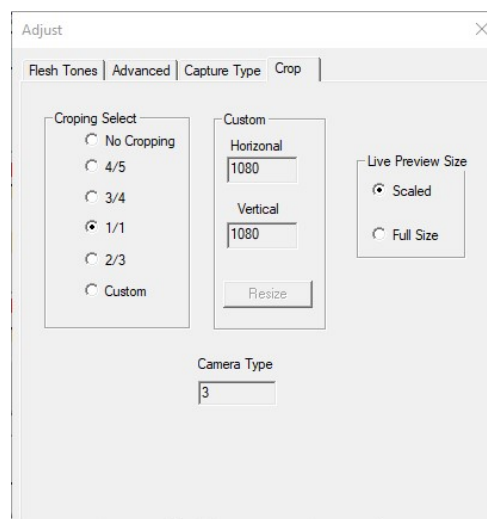 Adjust
Flesh Tones
Advanced
Capture Type
Crop
Croping Select
No Cropping
4/5
3/4
1/1
2/3
Custom
Custom
Horizonal
1080
Vertical
1080
Resize
Live Preview Size
Scaled
Full Size
Camera Type
3